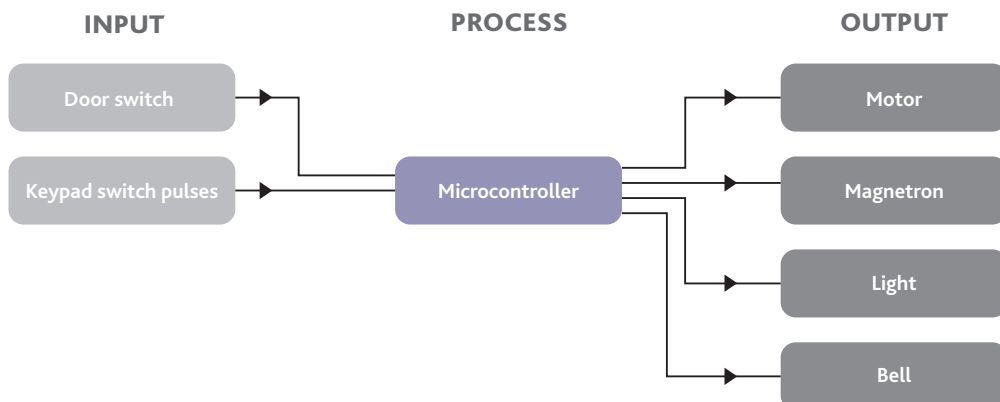 INPUT
PROCESS
OUTPUT
Door switch
Motor
Keypad switch pulses
Microcontroller
Magnetron
Light
Bell